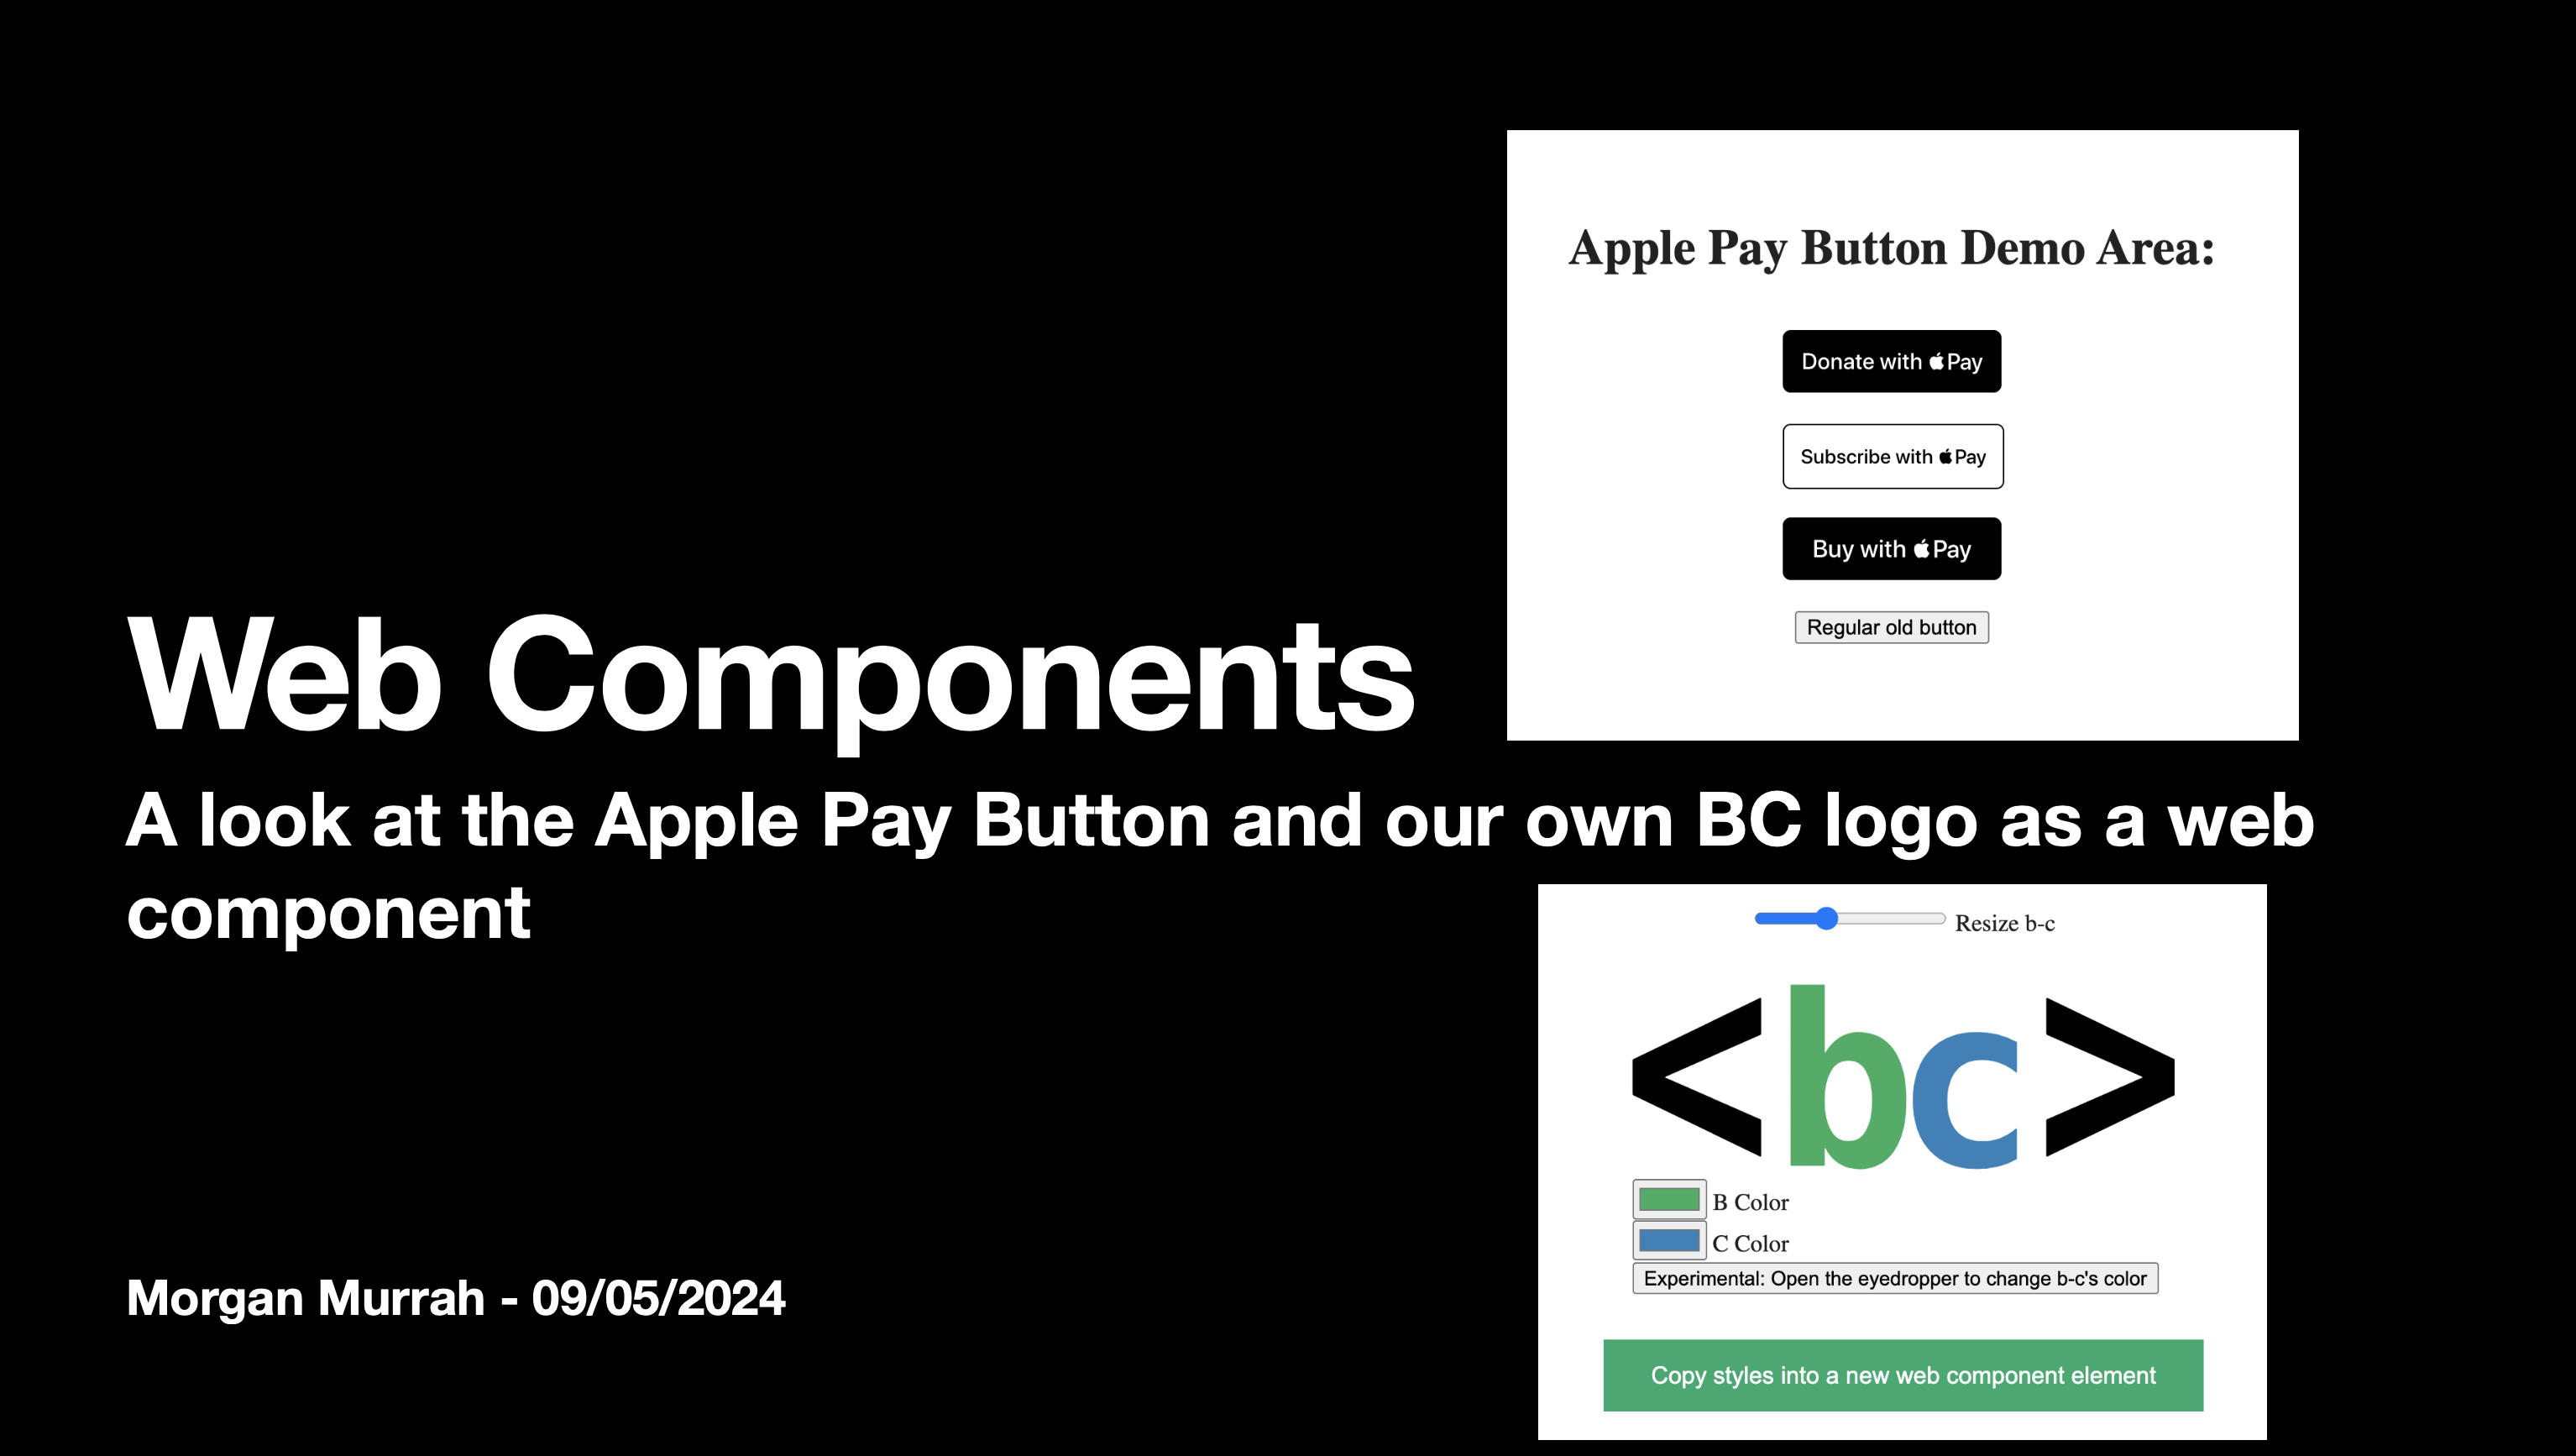 Apple Pay Button Demo Area:
Donate with Pay
Subscribe with Pay
Buy with Pay
Regular old button
Web Components
A look at the Apple Pay Button and our own BC logo as a web
component
Resize b-c
<bc>
B Color
C Color
Experimental: Open the eyedropper to change b-c's color
Copy styles into a new web component element
Morgan Murrah - 09/05/2024